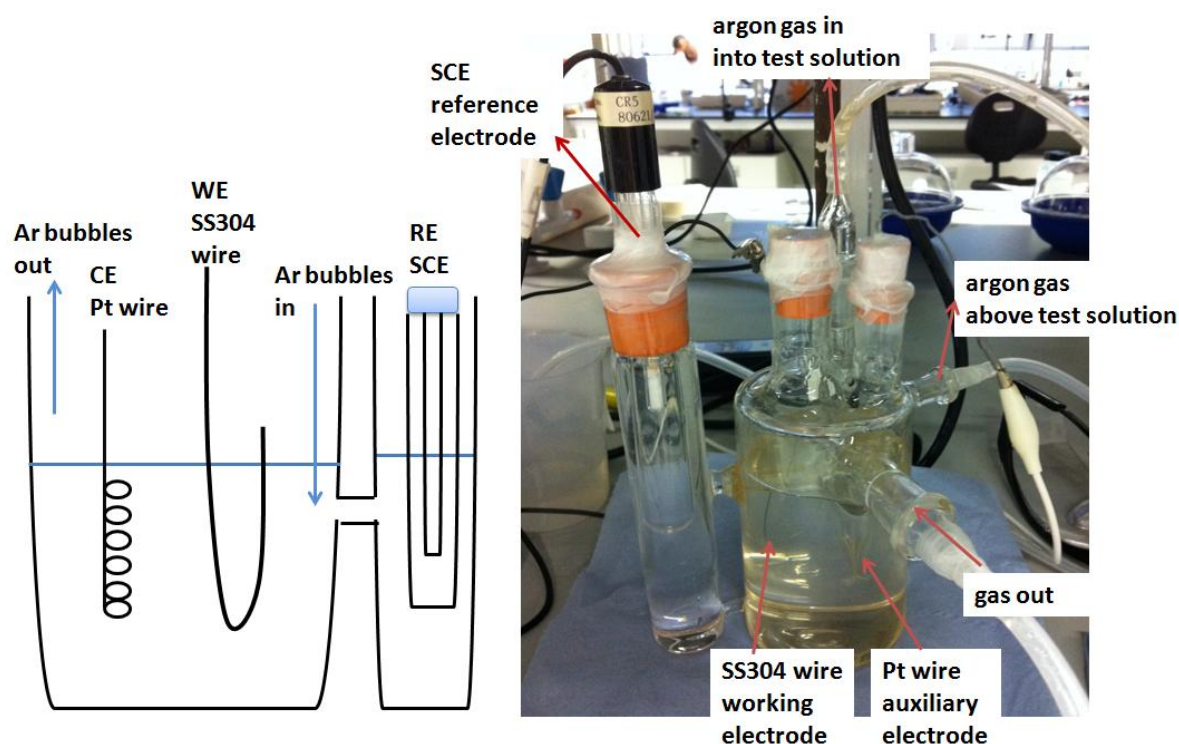 Ar bubbles
out
CE
Pt wire
WE
SS304
wire
Ar bubbles
in
RE
SCE
SCE
reference
electrode
CR5
80621
argon gas in
into test solution
argon gas
above test solution
gas out
SS304 wire
working
electrode
Pt wire
auxiliary
electrode